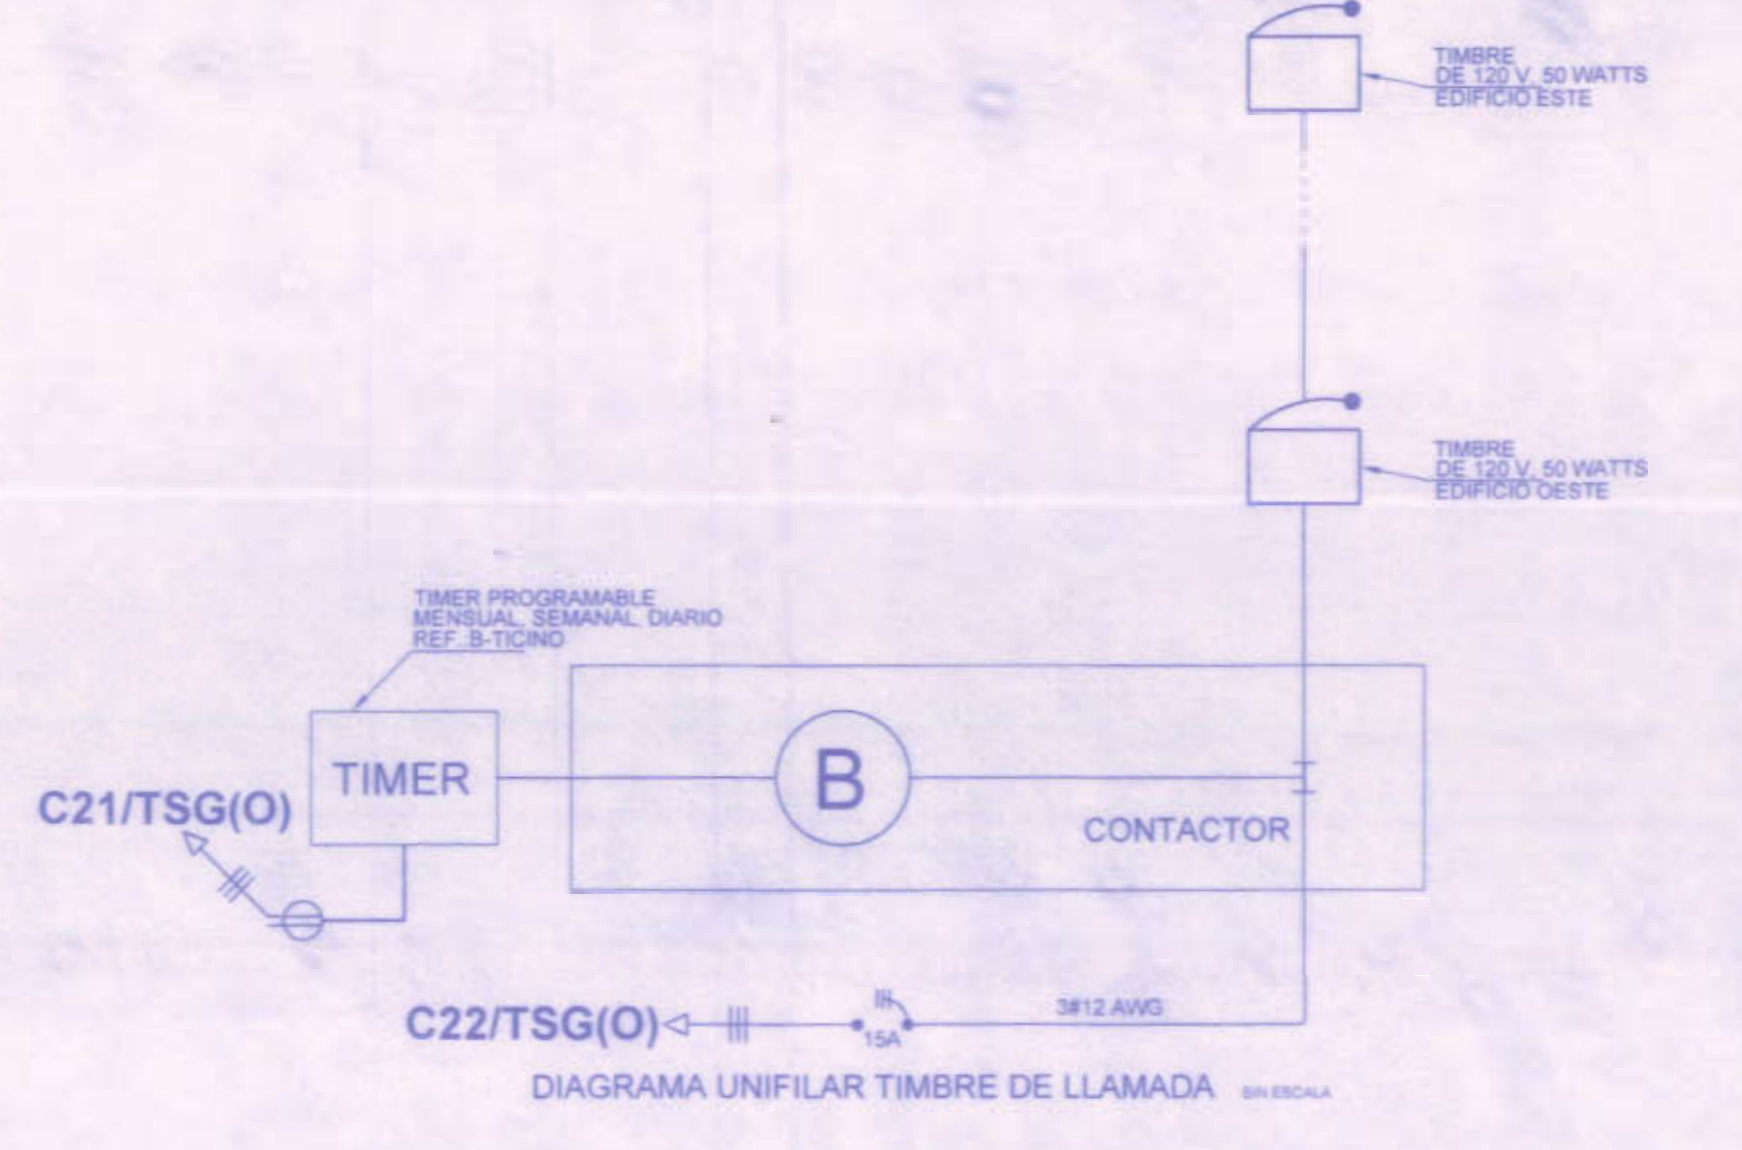 TIMBRE
DE 120 V, 50 WATTS
EDIFICIO ESTE
TIMBRE
DE 120 V, 50 WATTS
EDIFICIO OESTE
TIMER PROGRAMABLE
MENSUAL, SEMANAL, DIARIO
REF. B-TICINO
TIMER
B
C21/TSG(O)
CONTACTOR
C22/TSG(O)
15A
3#12 AWG
DIAGRAMA UNIFILAR TIMBRE DE LLAMADA
SIN ESCALA